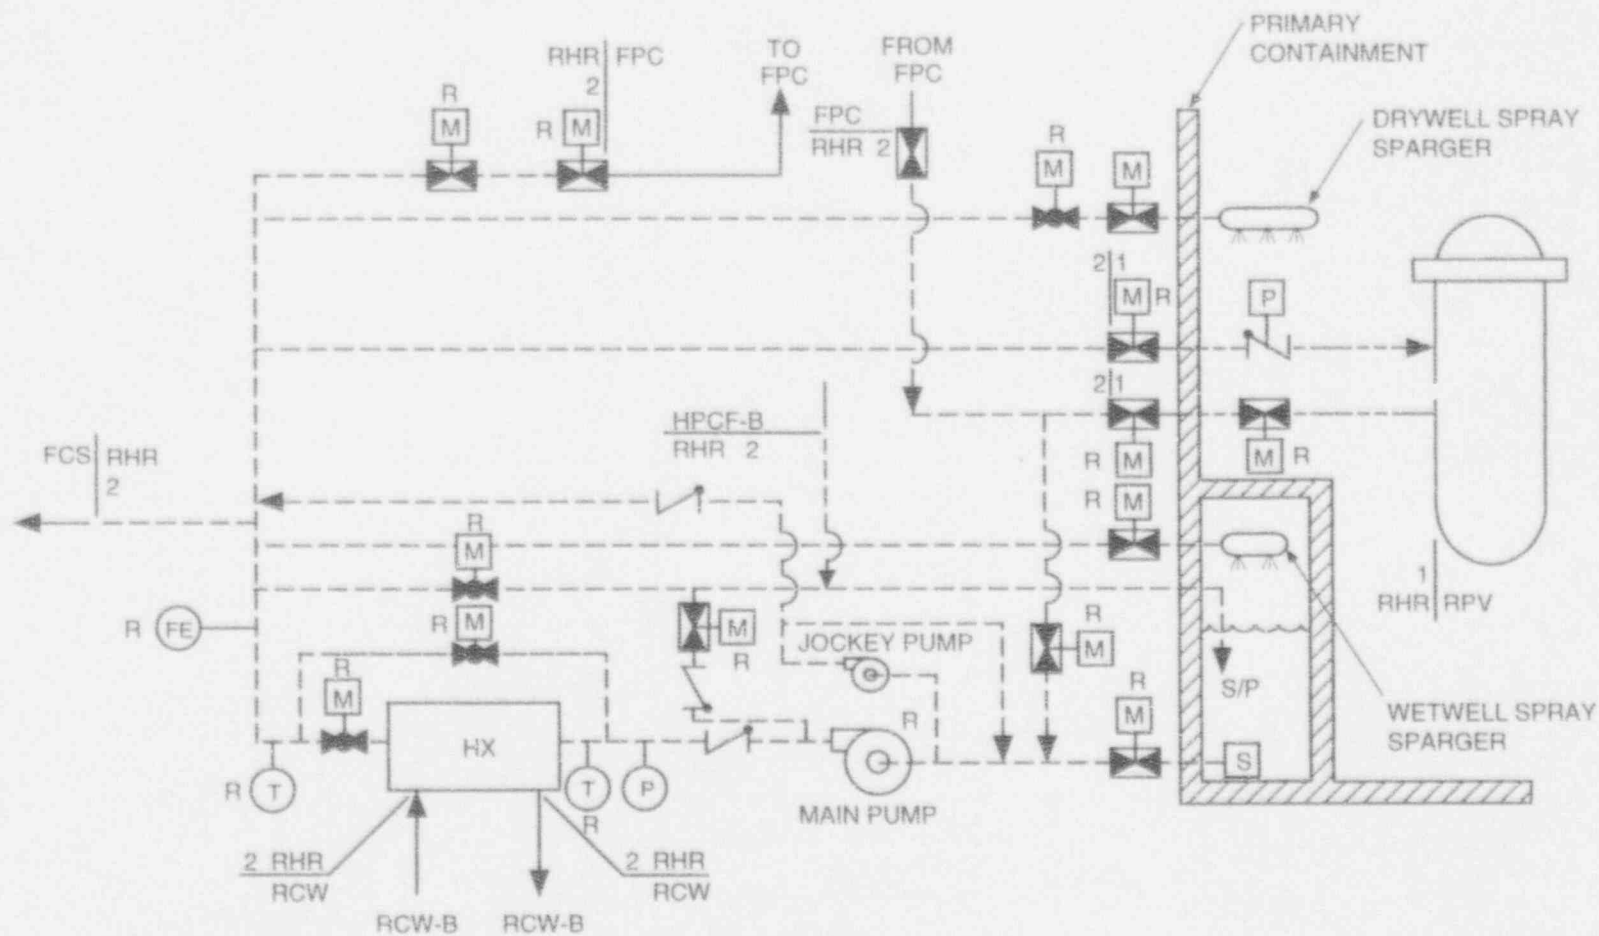 PRIMARY
CONTAINMENT
RHR FPC
2
TO
FPC
FROM
FPC
R
M
R M
FPC
RHR 2
R
M
M
DRYWELL SPRAY
SPARGER
2 1
M R
P
2 1
HPCF-B
RHR 2
FCS RHR
2
R M
M R
R M
R
M
1
RHR RPV
R FE
R M
M
R
JOCKEY PUMP
R
M
S/P
R
M
R
R
M
WETWELL SPRAY
SPARGER
HX
S
R T
T
R
P
MAIN PUMP
2 RHR
RCW
2 RHR
RCW
RCW-B
RCW-B